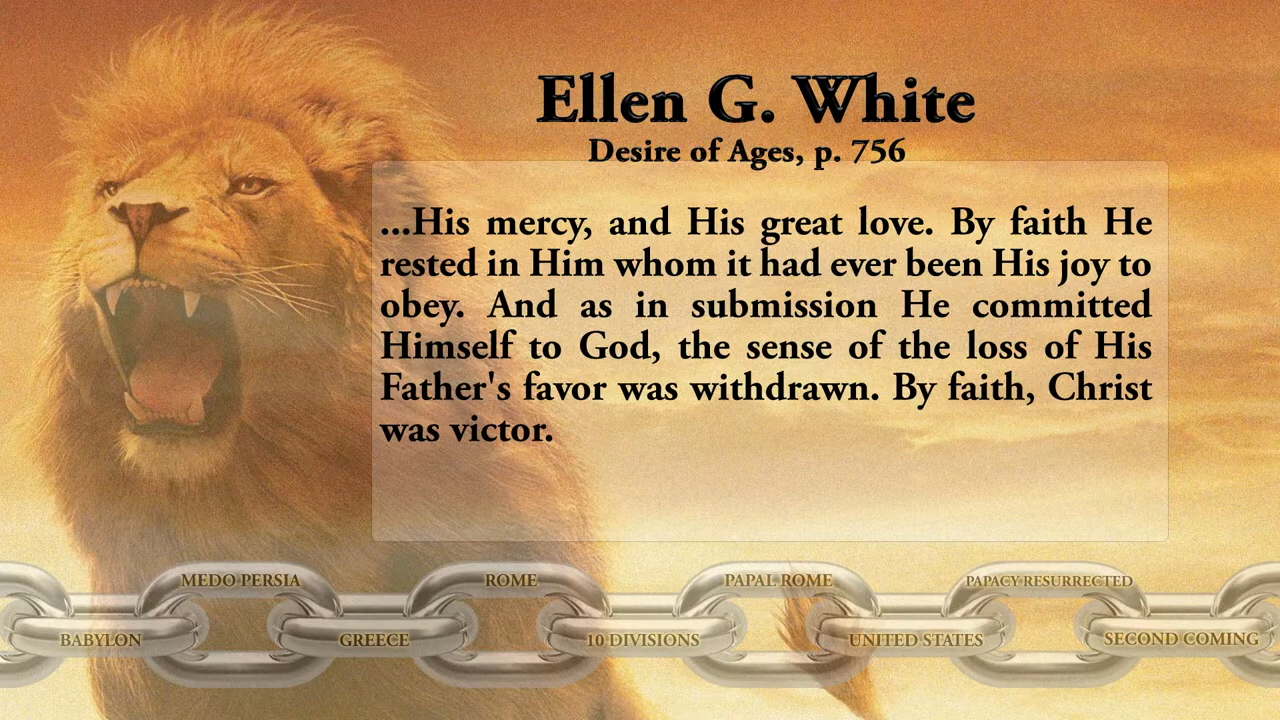 Ellen G. White
Desire of Ages, p. 756
...His mercy, and His great love. By faith He
rested in Him whom it had ever been His joy to
obey. And as in submission He committed
Himself to God, the sense of the loss of His
Father's favor was withdrawn. By faith, Christ
was victor.
MEDO PERSIA ROME PAPAL ROME PAPACY RESURRECTED
BABYLON GREECE 10 DIVISIONS UNITED STATES SECOND COMING